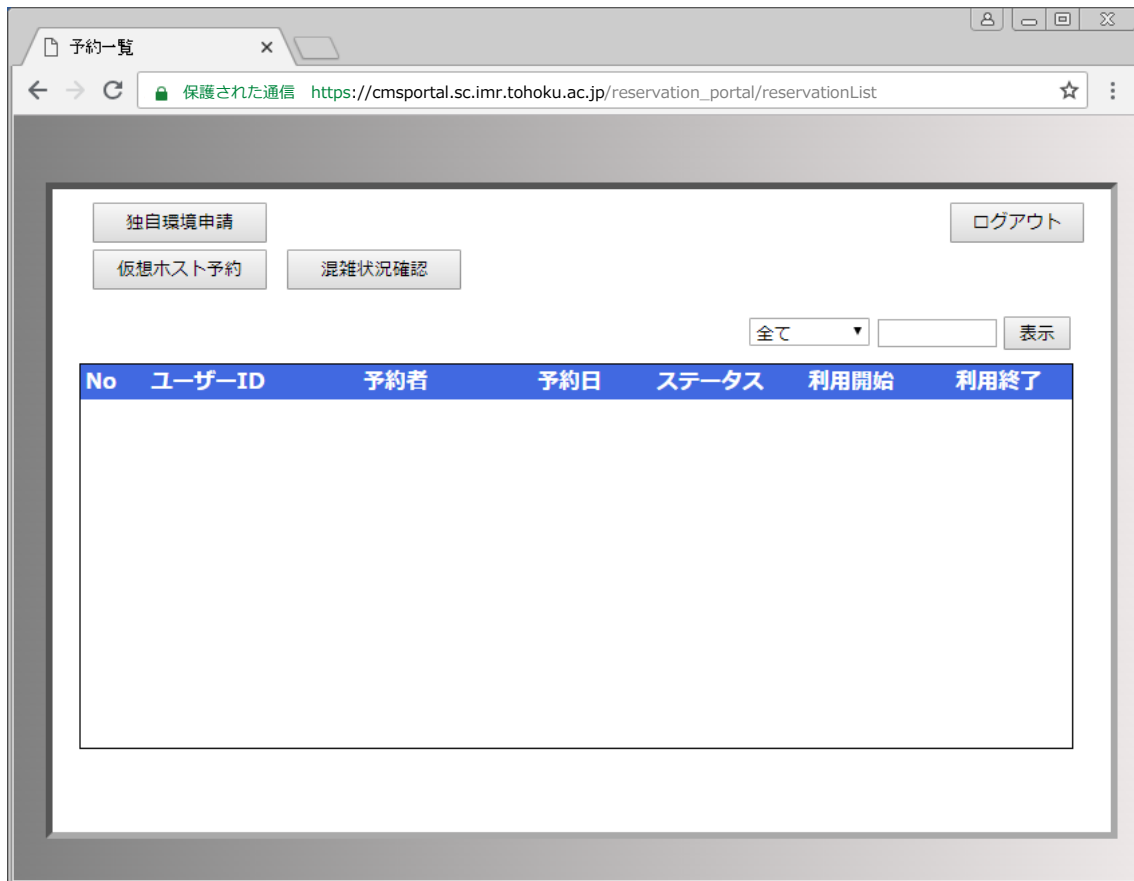 予約一覧
保護された通信 https://cmsportal.sc.imr.tohoku.ac.jp/reservation_portal/reservationList
独自環境申請 ログアウト
仮想ホスト予約 混雑状況確認
全て 表示
No ユーザーID 予約者 予約日 ステータス 利用開始 利用終了